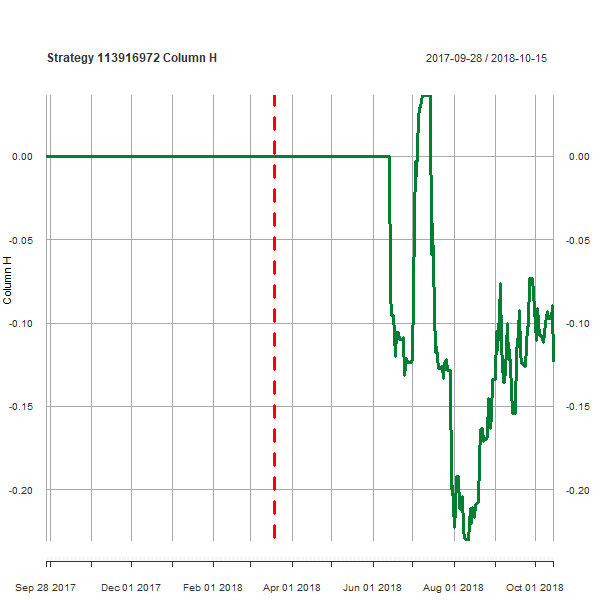 Strategy 113916972 Column H
2017-09-28 / 2018-10-15
0.00 0.00
-0.05 -0.05
-0.10 -0.10
-0.15 -0.15
-0.20 -0.20
Column H
Sep 28 2017 Dec 01 2017 Feb 01 2018 Apr 01 2018 Jun 01 2018 Aug 01 2018 Oct 01 2018